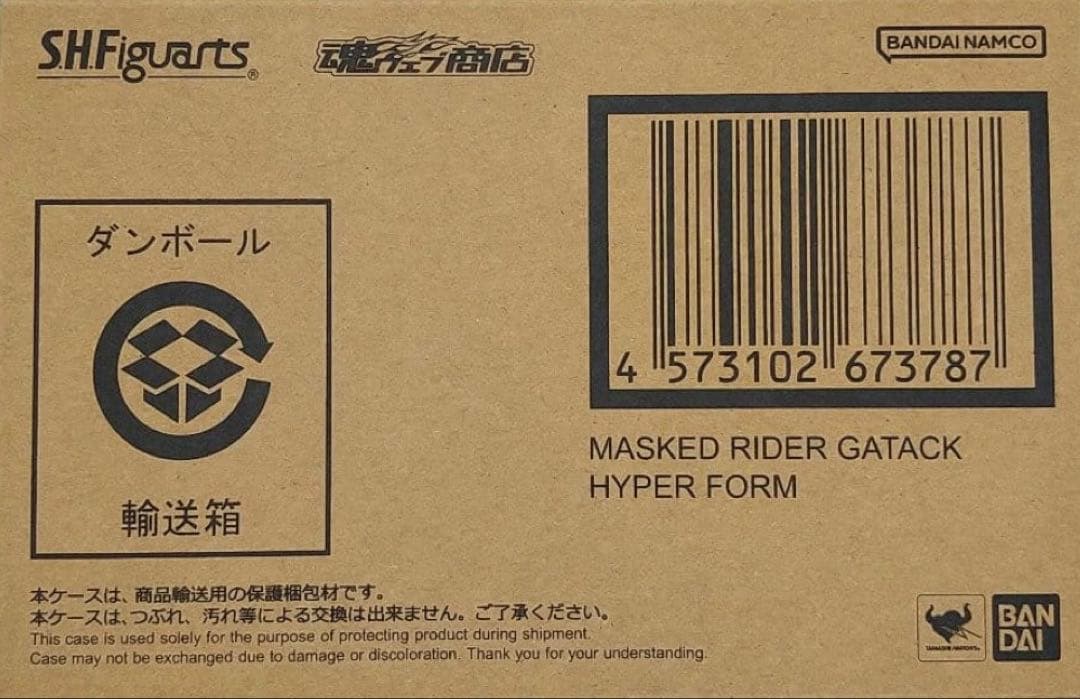 S.H.Figuarts®
魂ウェブ商店
BANDAI NAMCO
ダンボール
輸送箱
4 573102 673787
MASKED RIDER GATACK
HYPER FORM
本ケースは、商品輸送用の保護梱包材です。
本ケースは、つぶれ、汚れ等による交換は出来ません。ご了承ください。
This case is used solely for the purpose of protecting product during shipment.
Case may not be exchanged due to damage or discoloration. Thank you for your understanding.
TAMASHII NATIONS
BAN
DAI